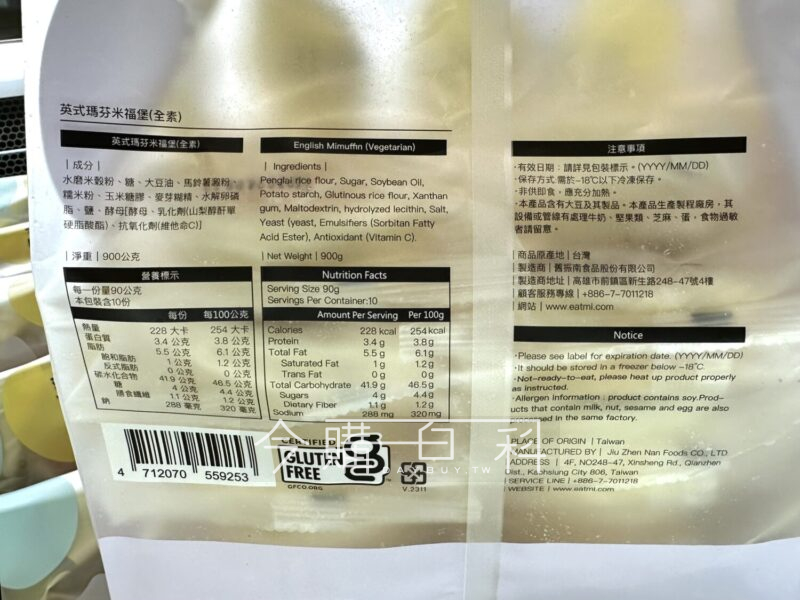 英式瑪芬米福堡(全素)
英式瑪芬米福堡(全素)
|成分|
水磨米穀粉、糖、大豆油、馬鈴薯澱粉、
糯米粉、玉米糖膠、麥芽糊精、水解卵磷
脂、鹽、酵母[酵母、乳化劑(山梨醇酐單
硬脂酸酯)、抗氧化劑(維他命C)]
|淨重|900公克
營養標示
每一份量90公克
本包裝含10份
每份 每100公克
熱量 228 大卡 254 大卡
蛋白質 3.4 公克 3.8 公克
脂肪 5.5 公克 6.1 公克
飽和脂肪 1 公克 1.2 公克
反式脂肪 0 公克 0 公克
碳水化合物 41.9 公克 46.5 公克
糖 4 公克 4.4 公克
膳食纖維 1.1 公克 1.2 公克
鈉 288 毫克 320 毫克
4 712070 559253
English Mimuffin (Vegetarian)
| Ingredients |
Penglai rice flour, Sugar, Soybean Oil,
Potato starch, Glutinous rice flour, Xanthan
gum, Maltodextrin, hydrolyzed lecithin, Salt,
Yeast (yeast, Emulsifiers (Sorbitan Fatty
Acid Ester), Antioxidant (Vitamin C).
| Net Weight | 900g
Nutrition Facts
Serving Size 90g
Servings Per Container:10
Amount Per Serving Per 100g
Calories 228 kcal 254 kcal
Protein 3.4 g 3.8 g
Total Fat 5.5 g 6.1 g
Saturated Fat 1 g 1.2 g
Trans Fat 0 g 0 g
Total Carbohydrate 41.9 g 46.5 g
Sugars 4 g 4.4 g
Dietary Fiber 1.1 g 1.2 g
Sodium 288 mg 320 mg
CERTIFIED
GLUTEN
FREE
GFCO.ORG
V.2311
注意事項
·有效日期：請詳見包裝標示。(YYYY/MM/DD)
·保存方式:需於-18℃以下冷凍保存。
·非供即食，應充分加熱。
·本產品含有大豆及其製品。本產品生產製程廠房，其
設備或管線有處理牛奶、堅果類、芝麻、蛋，食物過敏
者請留意。
|商品原產地|台灣
|製造商|舊振南食品股份有限公司
|製造商地址|高雄市前鎮區新生路248-47號4樓
|顧客服務專線|+886-7-7011218
|網站|www.eatmi.com
Notice
·Please see label for expiration date. (YYYY/MM/DD)
·It should be stored in a freezer below -18℃.
·Not-ready-to-eat, please heat up product properly
as instructed.
·Allergen Information : product contains soy.Prod-
ucts that contain milk, nut, sesame and egg are also
in the same factory.
PLACE OF ORIGIN | Taiwan
MANUFACTURED BY | Jiu Zhen Nan Foods CO., LTD.
ADDRESS | 4F, NO248-47, Xinsheng Rd., Qianzhen
Dist., Kaohsiung City 806, Taiwan
SERVICE LINE | +886-7-7011218
WEBSITE | www.eatmi.com
今購一白莉